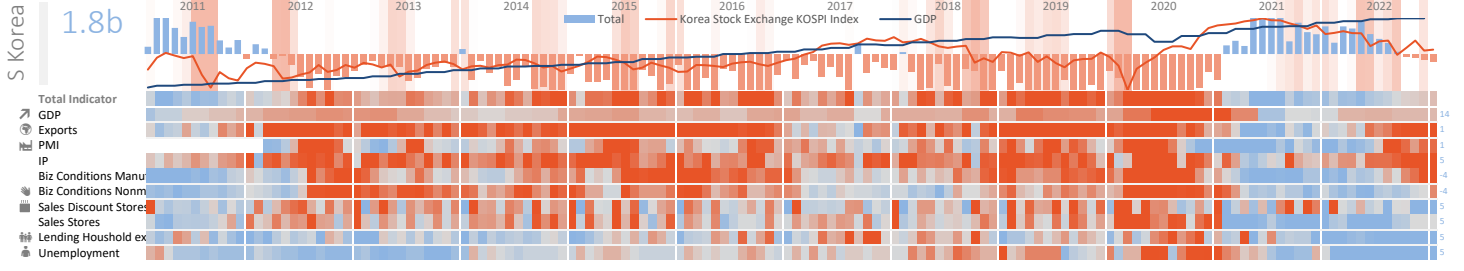 S Korea
1.8b
2011 2012 2013 2014 2015 2016 2017 2018 2019 2020 2021 2022
Total Korea Stock Exchange KOSPI Index GDP
Total Indicator
GDP 14
Exports 1
PMI 1
IP 5
Biz Conditions Manu -4
Biz Conditions Nonm -4
Sales Discount Stores 5
Sales Stores 5
Lending Houshold ex 5
Unemployment 5